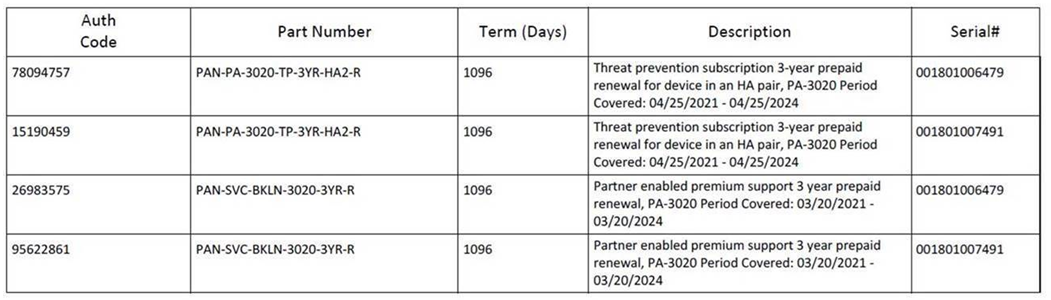 Auth
Code
Part Number
Term (Days)
Description
Serial#
78094757
PAN-PA-3020-TP-3YR-HA2-R
1096
Threat prevention subscription 3-year prepaid
renewal for device in an HA pair, PA-3020 Period
Covered: 04/25/2021 - 04/25/2024
001801006479
15190459
PAN-PA-3020-TP-3YR-HA2-R
1096
Threat prevention subscription 3-year prepaid
renewal for device in an HA pair, PA-3020 Period
Covered: 04/25/2021 - 04/25/2024
001801007491
26983575
PAN-SVC-BKLN-3020-3YR-R
1096
Partner enabled premium support 3 year prepaid
renewal, PA-3020 Period Covered: 03/20/2021 -
03/20/2024
001801006479
95622861
PAN-SVC-BKLN-3020-3YR-R
1096
Partner enabled premium support 3 year prepaid
renewal, PA-3020 Period Covered: 03/20/2021 -
03/20/2024
001801007491